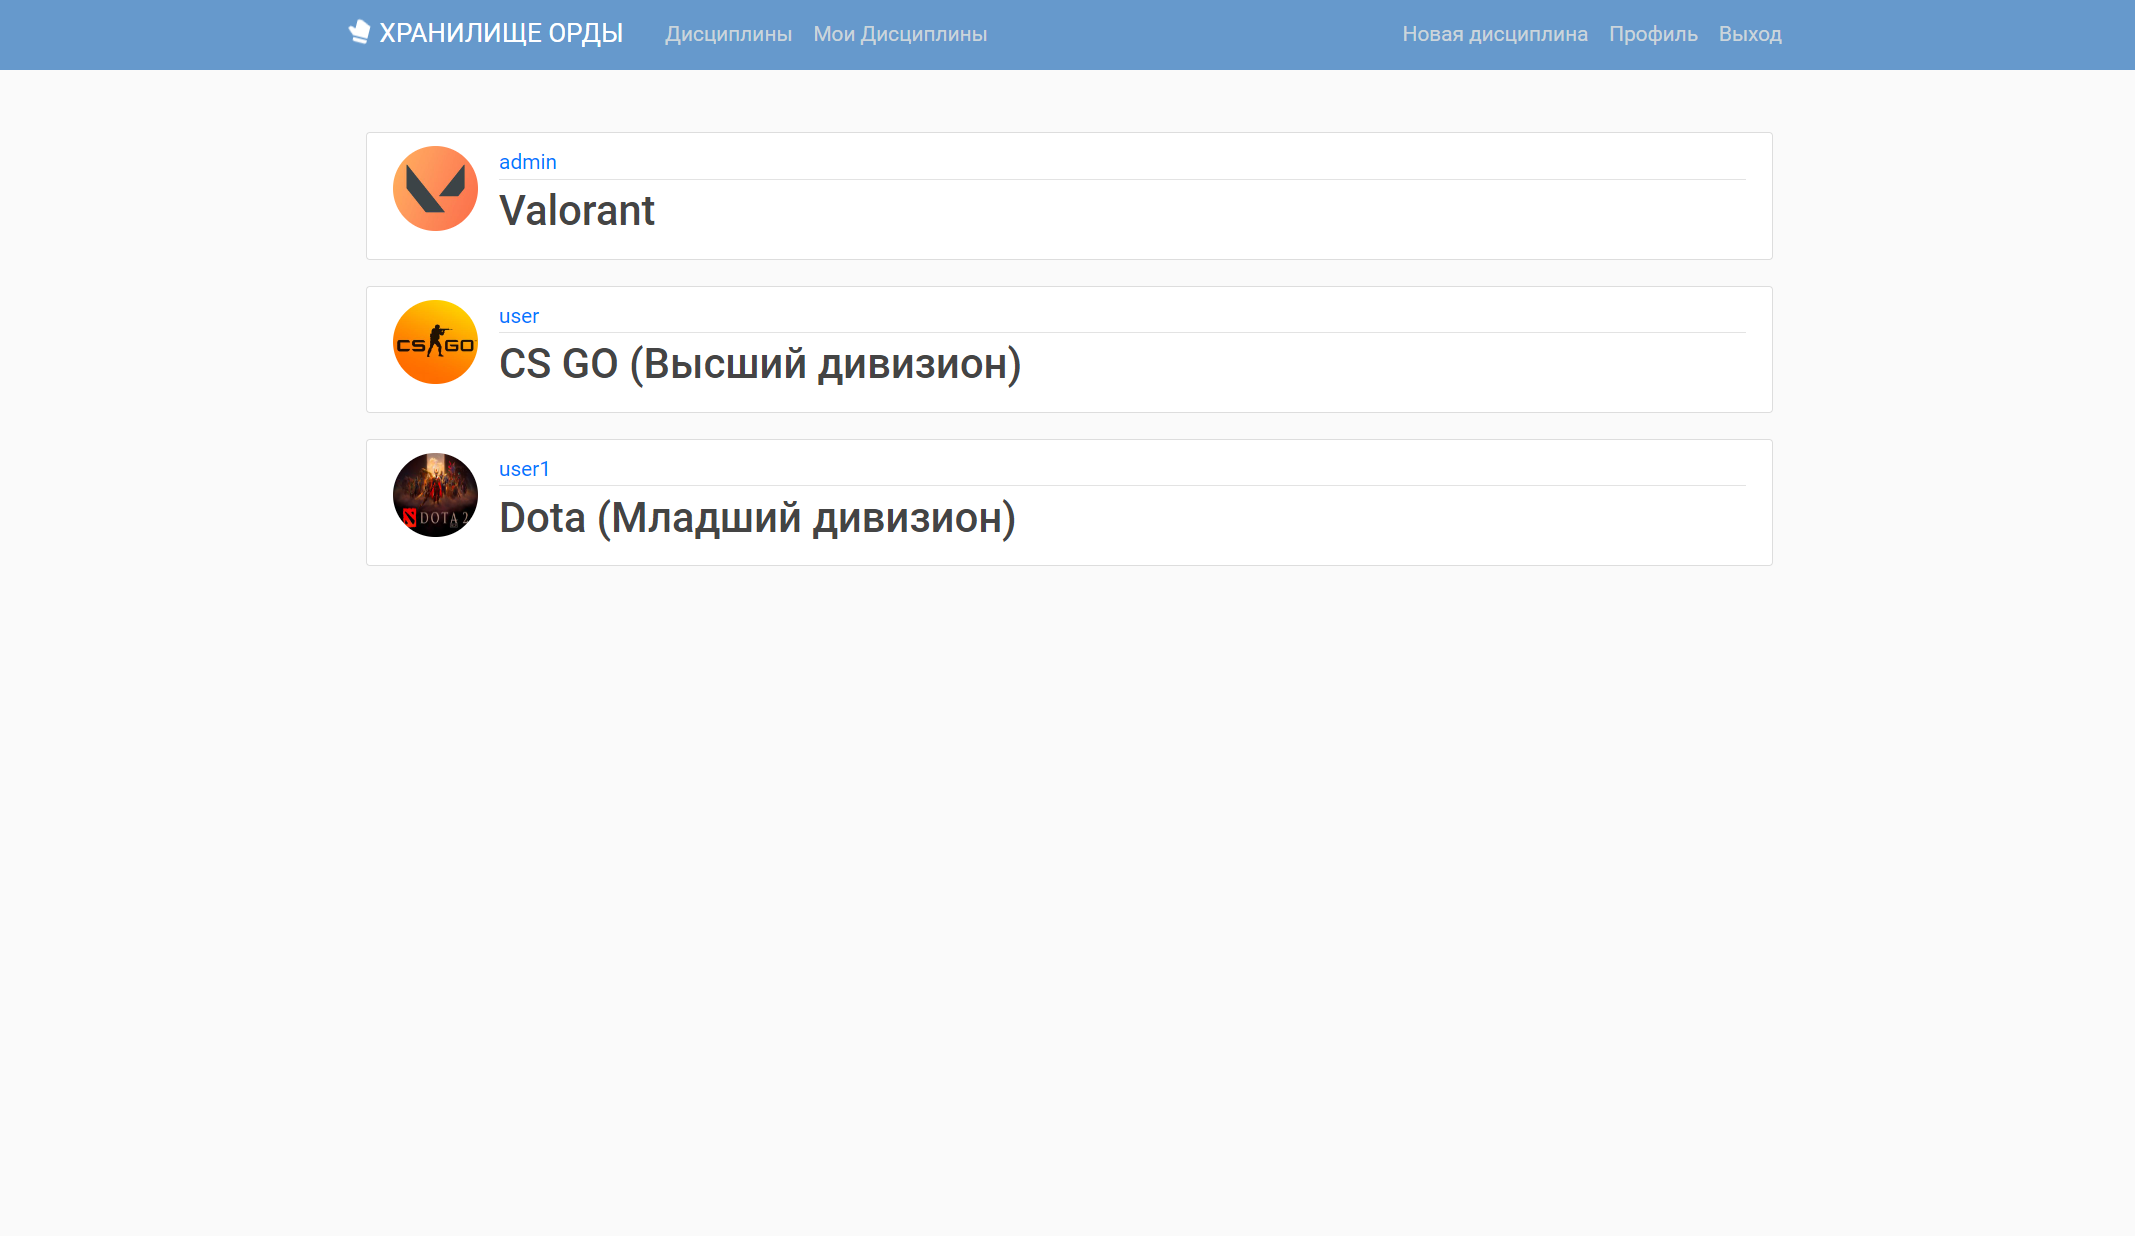 ХРАНИЛИЩЕ ОРДЫ Дисциплины Мои Дисциплины Новая дисциплина Профиль Выход
admin
Valorant
CS GO
user
CS GO (Высший дивизион)
DOTA 2
user1
Dota (Младший дивизион)